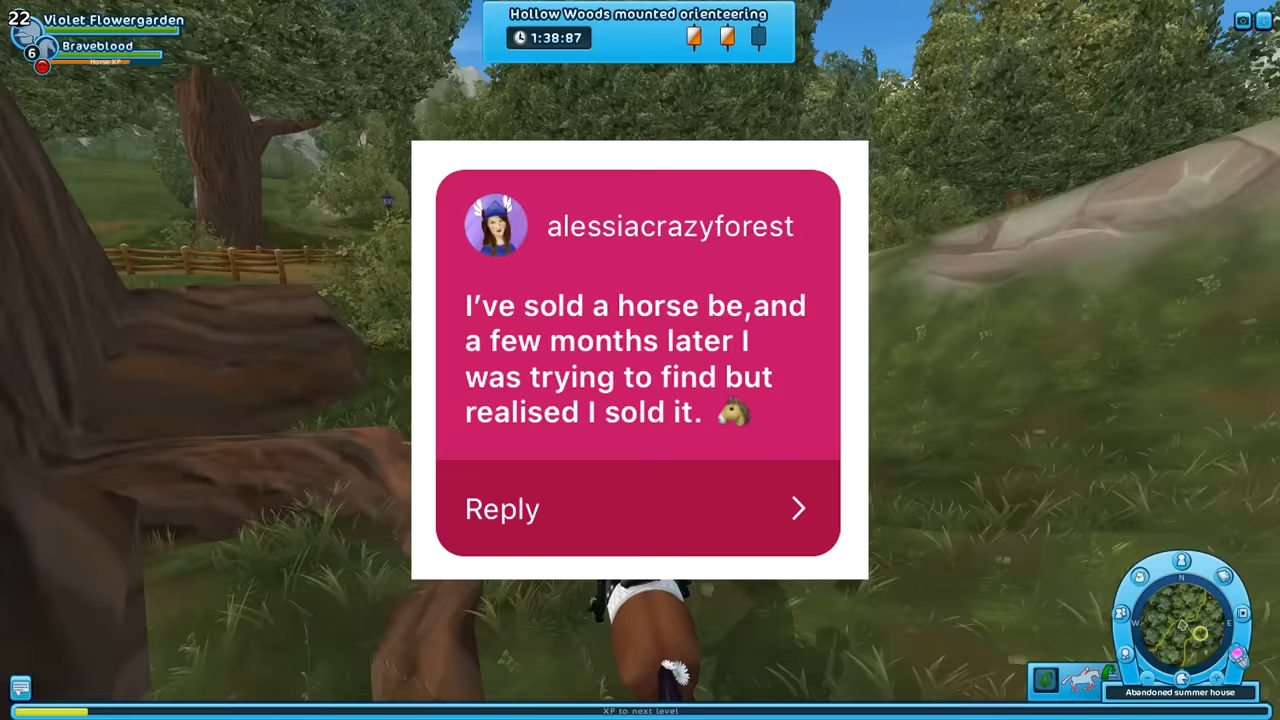 22 Violet Flowergarden
6 Braveblood
Horse XP
Hollow Woods mounted orienteering
1:38:87
alessiacrazyforest
I’ve sold a horse be,and
a few months later I
was trying to find but
realised I sold it. 🐴
Reply
N
W
E
Abandoned summer house
XP to next level